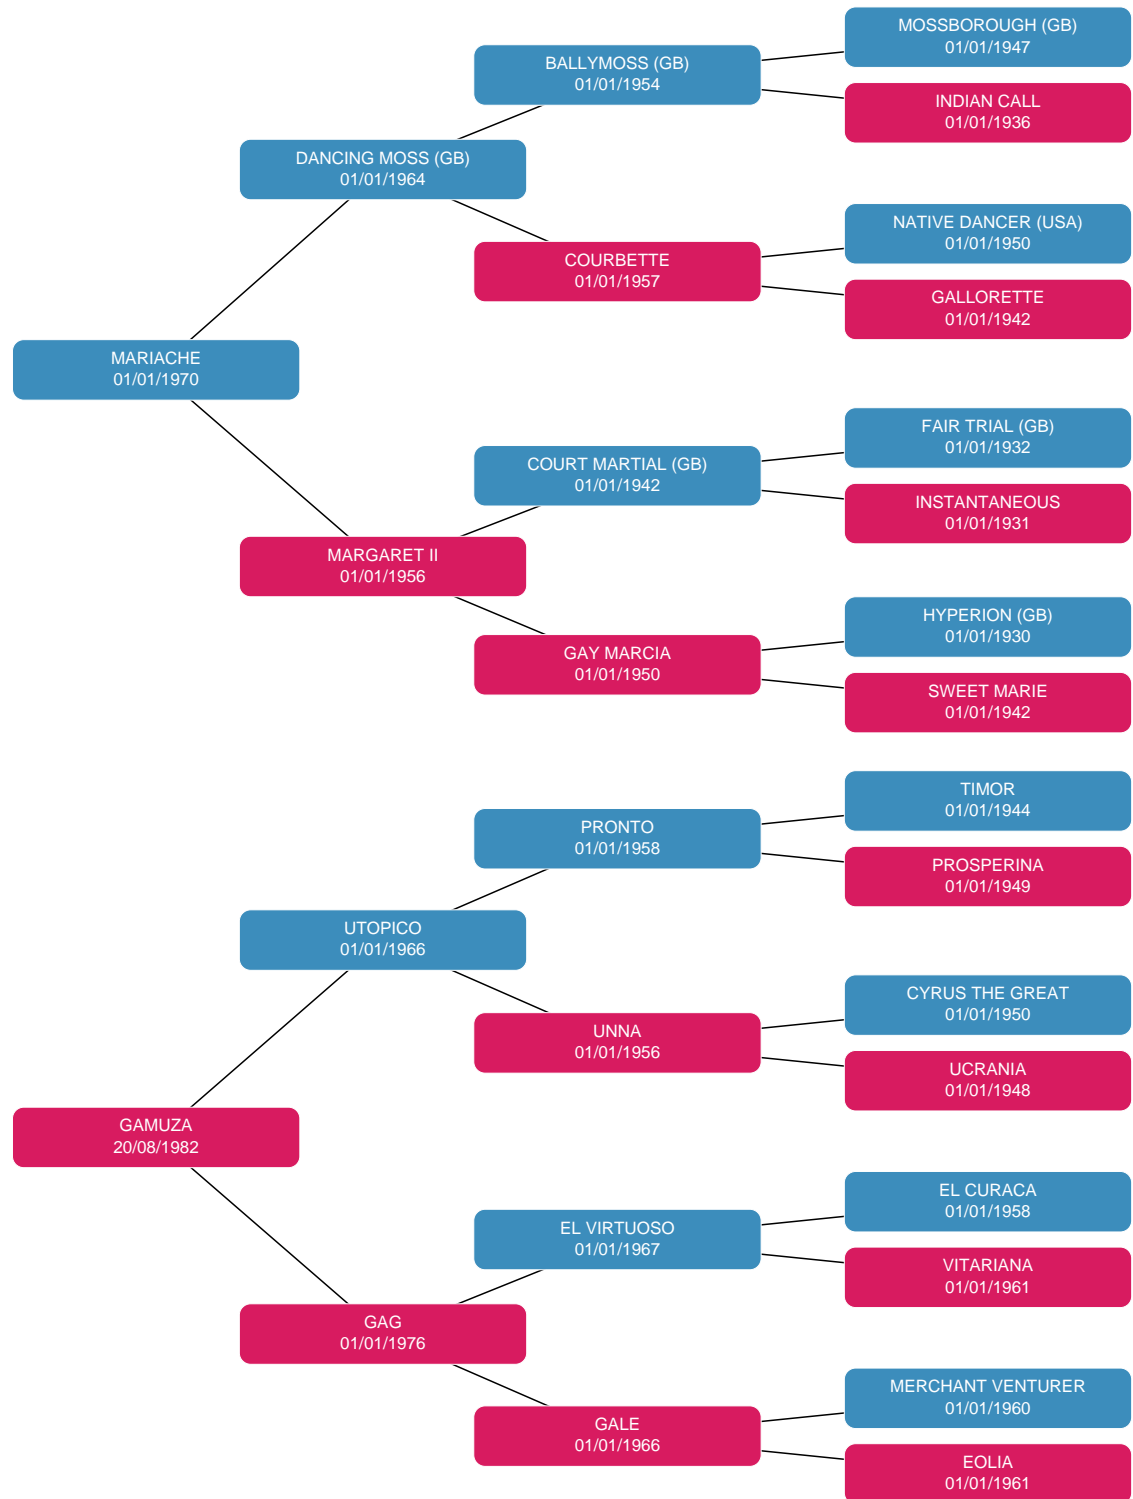 MOSSBOROUGH (GB)
01/01/1947
BALLYMOSS (GB)
01/01/1954
INDIAN CALL
01/01/1936
DANCING MOSS (GB)
01/01/1964
NATIVE DANCER (USA)
01/01/1950
COURBETTE
01/01/1957
GALLORETTE
01/01/1942
MARIACHE
01/01/1970
FAIR TRIAL (GB)
01/01/1932
COURT MARTIAL (GB)
01/01/1942
INSTANTANEOUS
01/01/1931
MARGARET II
01/01/1956
HYPERION (GB)
01/01/1930
GAY MARCIA
01/01/1950
SWEET MARIE
01/01/1942
TIMOR
01/01/1944
PRONTO
01/01/1958
PROSPERINA
01/01/1949
UTOPICO
01/01/1966
CYRUS THE GREAT
01/01/1950
UNNA
01/01/1956
UCRANIA
01/01/1948
GAMUZA
20/08/1982
EL CURACA
01/01/1958
EL VIRTUOSO
01/01/1967
VITARIANA
01/01/1961
GAG
01/01/1976
MERCHANT VENTURER
01/01/1960
GALE
01/01/1966
EOLIA
01/01/1961